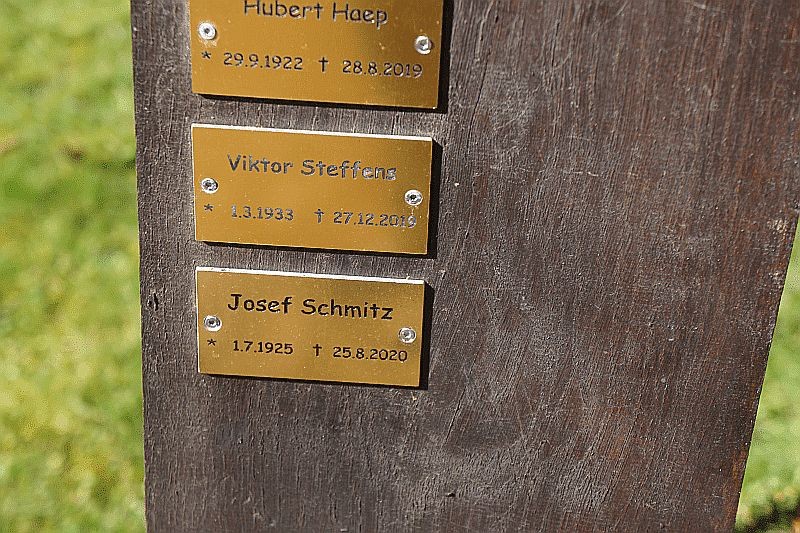 Hubert Haep
* 29.9.1922 † 28.8.2019
Viktor Steffens
* 1.3.1933 † 27.12.2019
Josef Schmitz
* 1.7.1925 † 25.8.2020